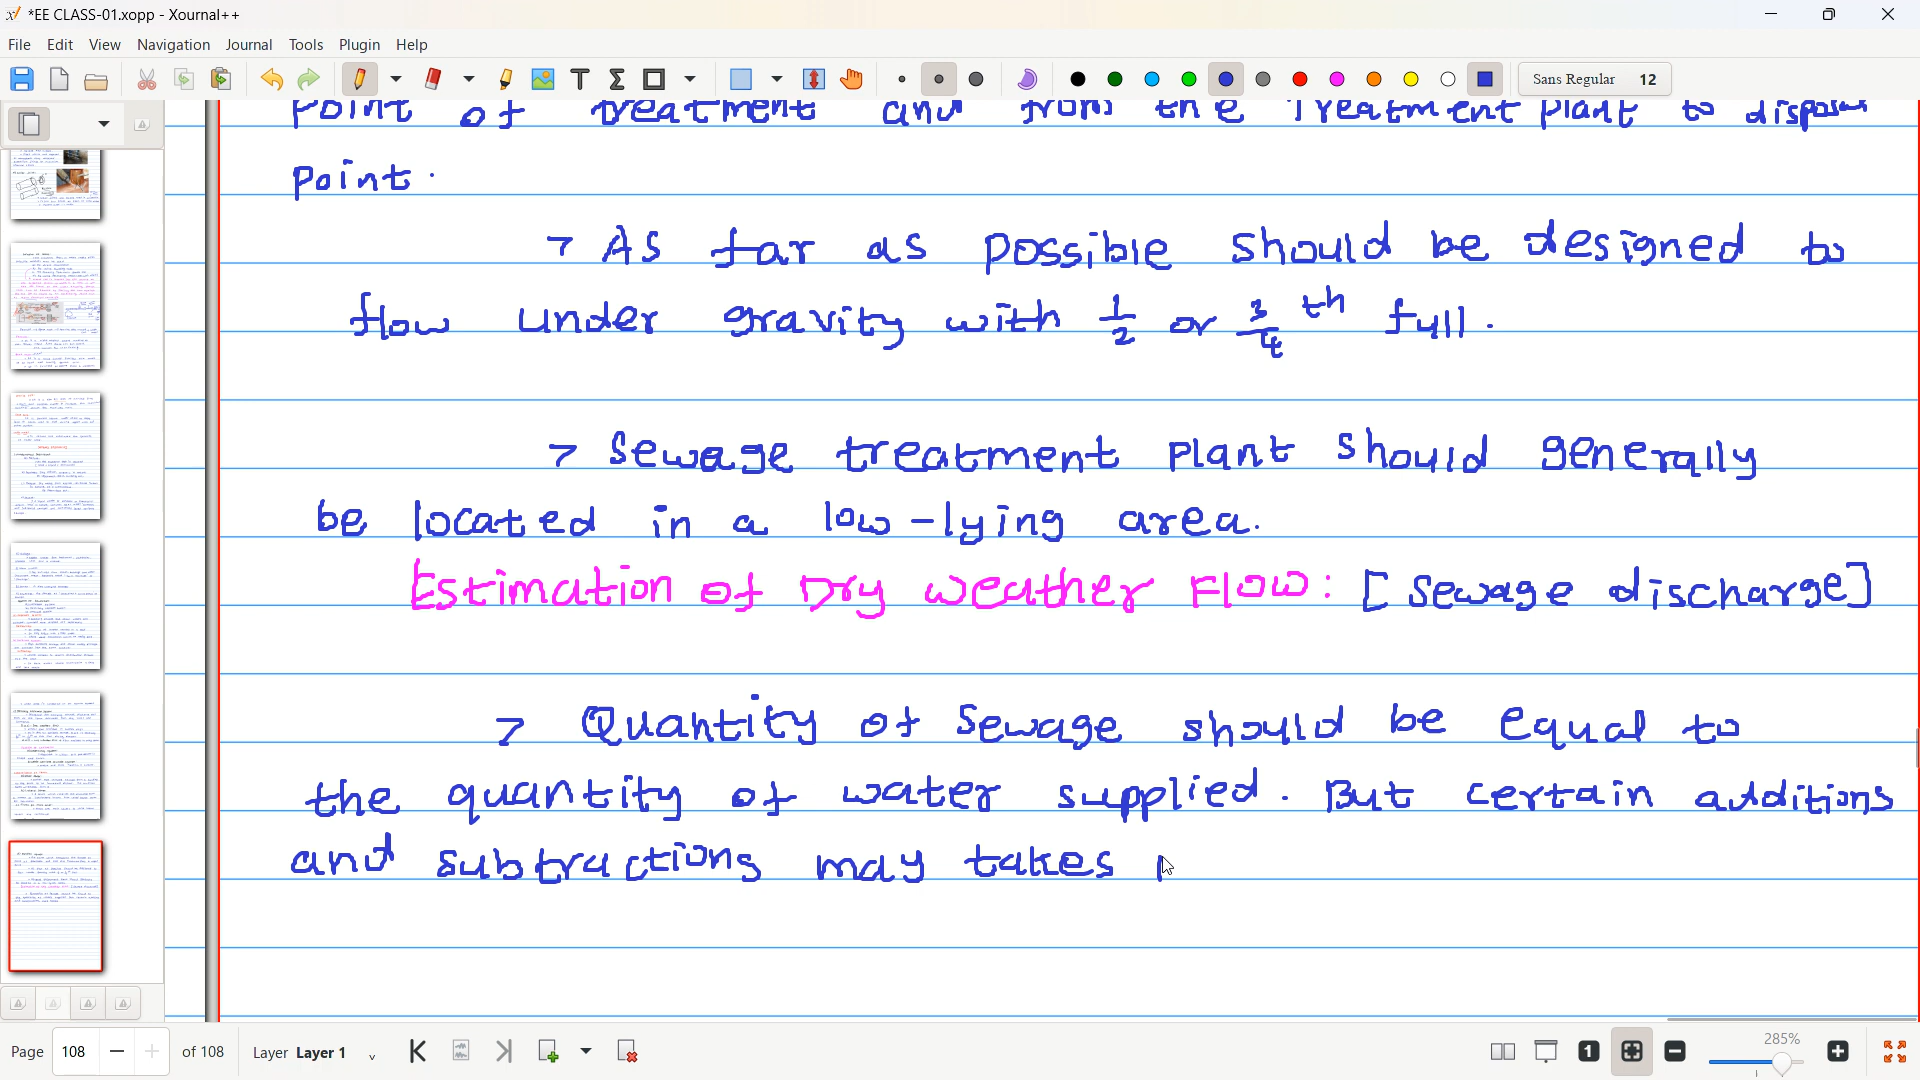 *EE CLASS-01.xopp - Xournal++
File Edit View Navigation Journal Tools Plugin Help
Sans Regular 12
Point of treatment and from the Treatment plant to disposal
point.
> As far as possible should be designed to
flow under gravity with 1/2 or 3/4 th full.
> Sewage treatment plant should generally
be located in a low-lying area.
Estimation of Dry weather Flow: [Sewage discharge]
> Quantity of Sewage should be equal to
the quantity of water supplied. But certain additions
and subtractions may takes
Page 108 of 108 Layer Layer 1 285%